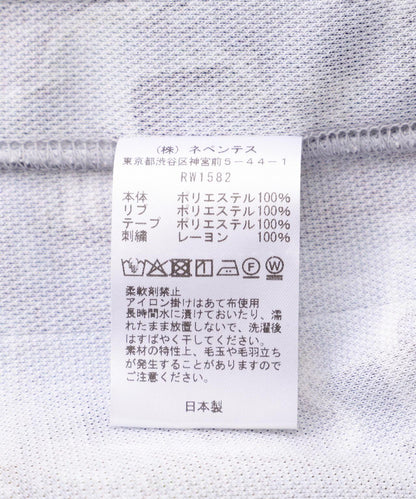 (株) ネペンテス
東京都渋谷区神宮前5-44-1
RW1582
本体 ポリエステル100%
リブ ポリエステル100%
テープ ポリエステル100%
刺繍 レーヨン 100%
柔軟剤禁止
アイロン掛けはあて布使用
長時間水に漬けておいたり、濡
れたまま放置しないで、洗濯後
はすばやく干してください。
素材の特性上、毛玉や毛羽立ち
が発生することがありますので
ご注意ください。
日本製